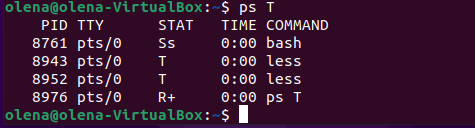 olena@olena-VirtualBox:~$ ps T
PID TTY STAT TIME COMMAND
8761 pts/0 Ss 0:00 bash
8943 pts/0 T 0:00 less
8952 pts/0 T 0:00 less
8976 pts/0 R+ 0:00 ps T
olena@olena-VirtualBox:~$